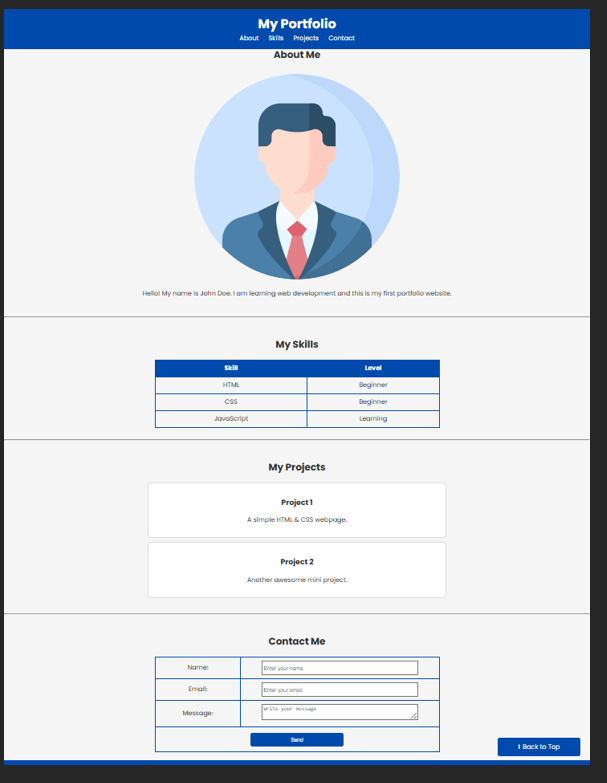 My Portfolio
About Skills Projects Contact
About Me
Hello! My name is John Doe. I am learning web development and this is my first portfolio website.
My Skills
Skill Level
HTML Beginner
CSS Beginner
JavaScript Learning
My Projects
Project 1
A simple HTML & CSS webpage.
Project 2
Another awesome mini project.
Contact Me
Name: Enter your name
Email: Enter your email
Message: Write your message
Send
⬆ Back to Top